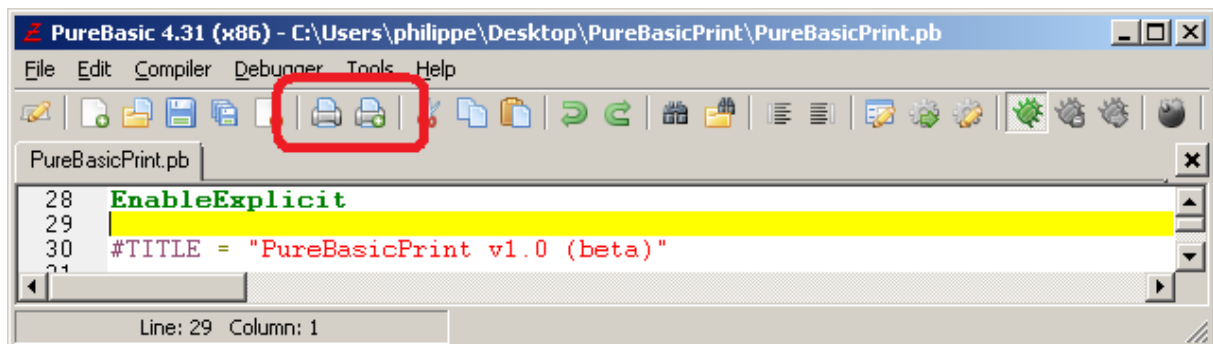 PureBasic 4.31 (x86) - C:\Users\philippe\Desktop\PureBasicPrint\PureBasicPrint.pb
File Edit Compiler Debugger Tools Help
PureBasicPrint.pb
28 EnableExplicit
29
30 #TITLE = "PureBasicPrint v1.0 (beta)"
31
Line: 29 Column: 1